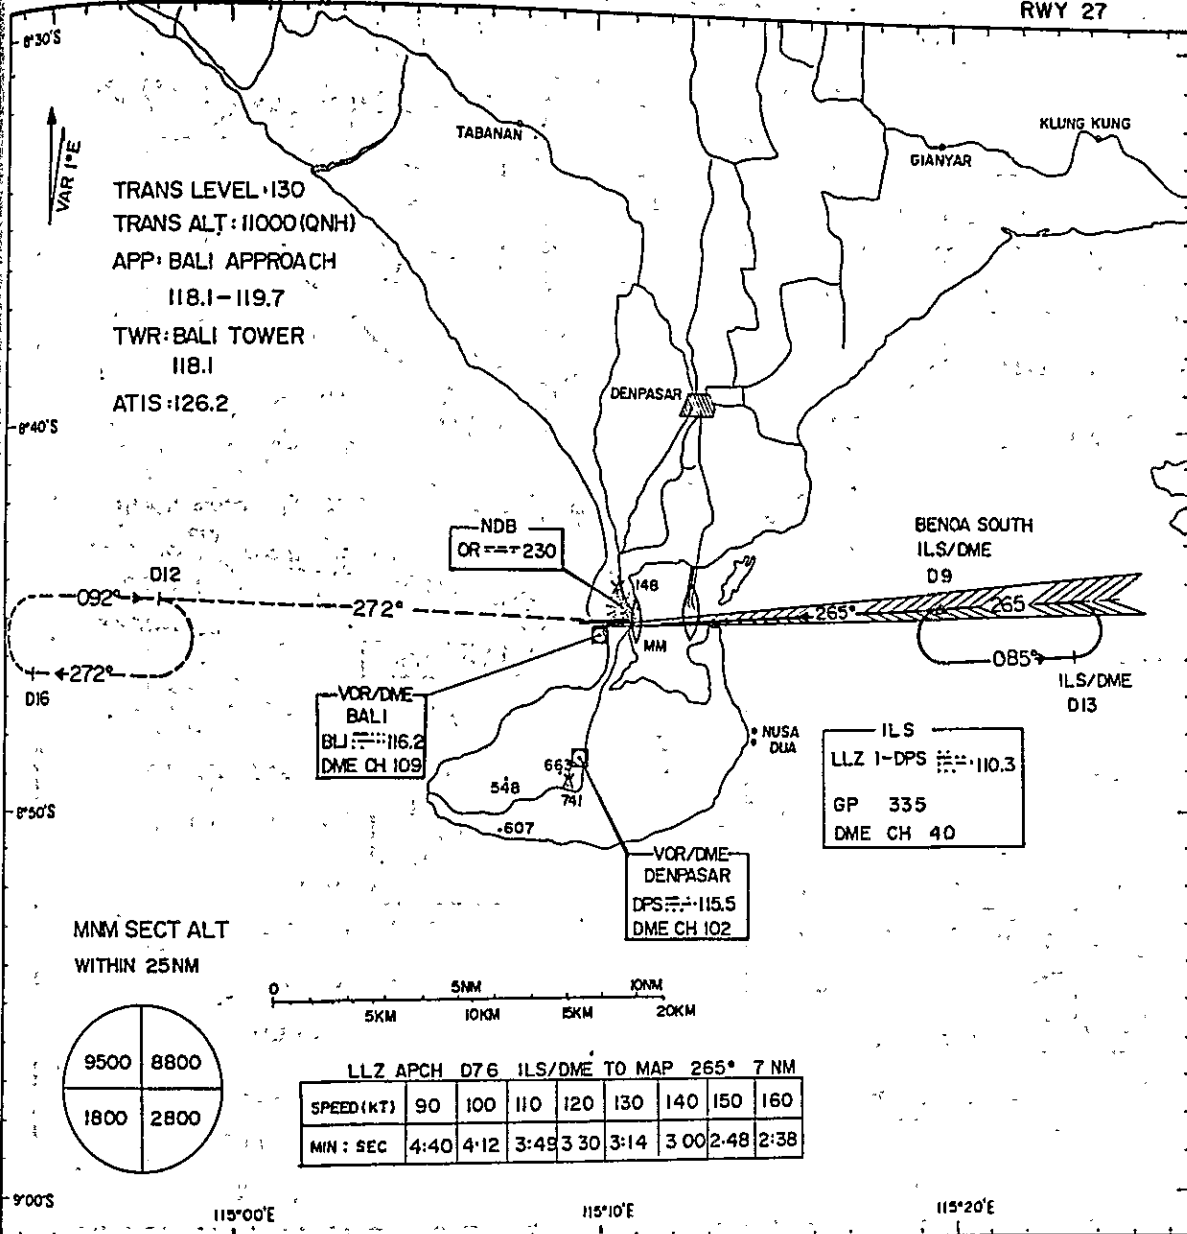 RWY 27
8°30'S
VAR 1°E
TABANAN
GIANYAR
KLUNG KUNG
TRANS LEVEL:130
TRANS ALT:11000(QNH)
APP: BALI APPROACH
118.1-119.7
TWR:BALI TOWER
118.1
ATIS:126.2
DENPASAR
8°40'S
NDB
OR 230
148
BENOA SOUTH
ILS/DME
D9
D12
092°
272°
265°
265
MM
272°
D16
085°
ILS/DME
D13
VOR/DME
BALI
BLI 116.2
DME CH 109
NUSA
DUA
ILS
LLZ 1-DPS 110.3
GP 335
DME CH 40
663
548
741
.607
8°50'S
VOR/DME
DENPASAR
DPS 115.5
DME CH 102
MNM SECT ALT
WITHIN 25NM
0 5NM 10NM
5KM 10KM 15KM 20KM
9500 8800
1800 2800
LLZ APCH D76 ILS/DME TO MAP 265° 7 NM
SPEED(KT) 90 100 110 120 130 140 150 160
MIN : SEC 4:40 4:12 3:49 3 30 3:14 3 00 2:48 2:38
9°00'S
115°00'E
115°10'E
115°20'E